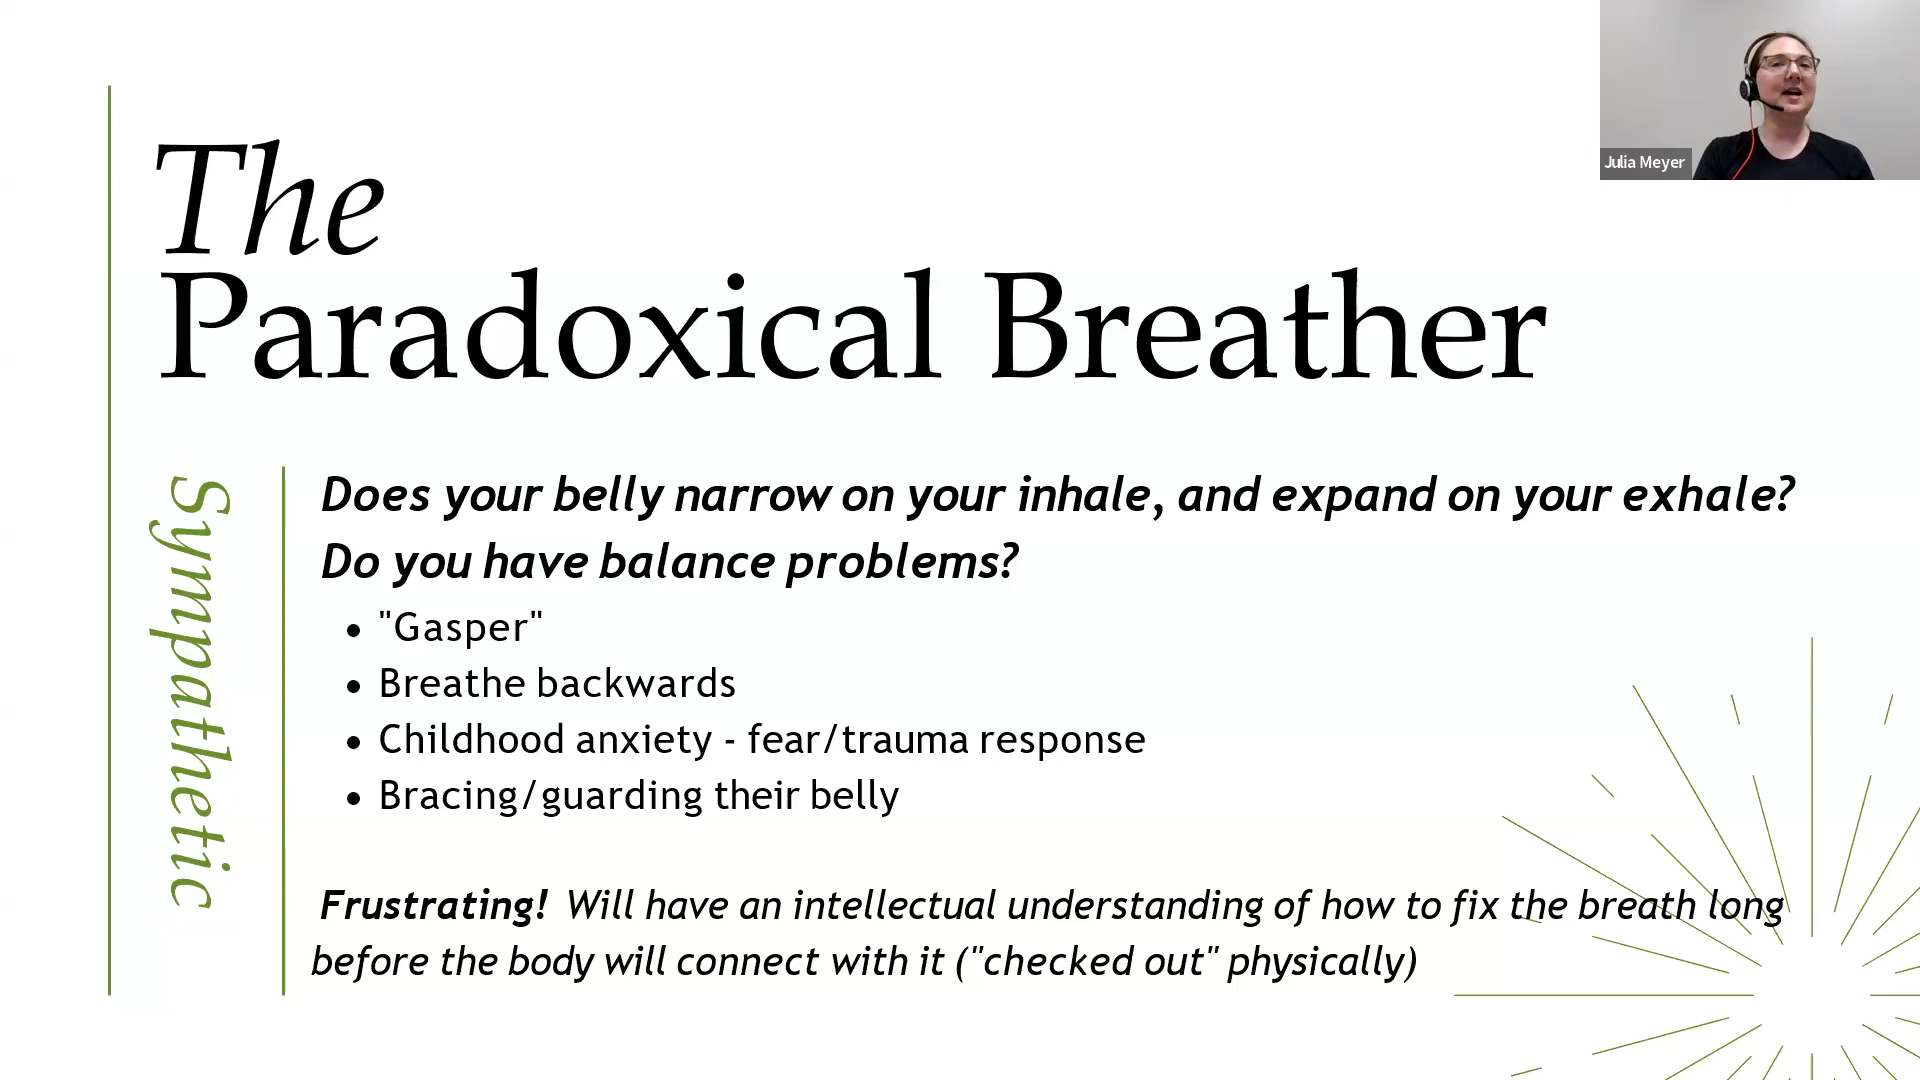 The
Paradoxical Breather
Julia Meyer
Sympathetic
Does your belly narrow on your inhale, and expand on your exhale?
Do you have balance problems?
• "Gasper"
• Breathe backwards
• Childhood anxiety - fear/trauma response
• Bracing/guarding their belly
Frustrating! Will have an intellectual understanding of how to fix the breath long
before the body will connect with it ("checked out" physically)